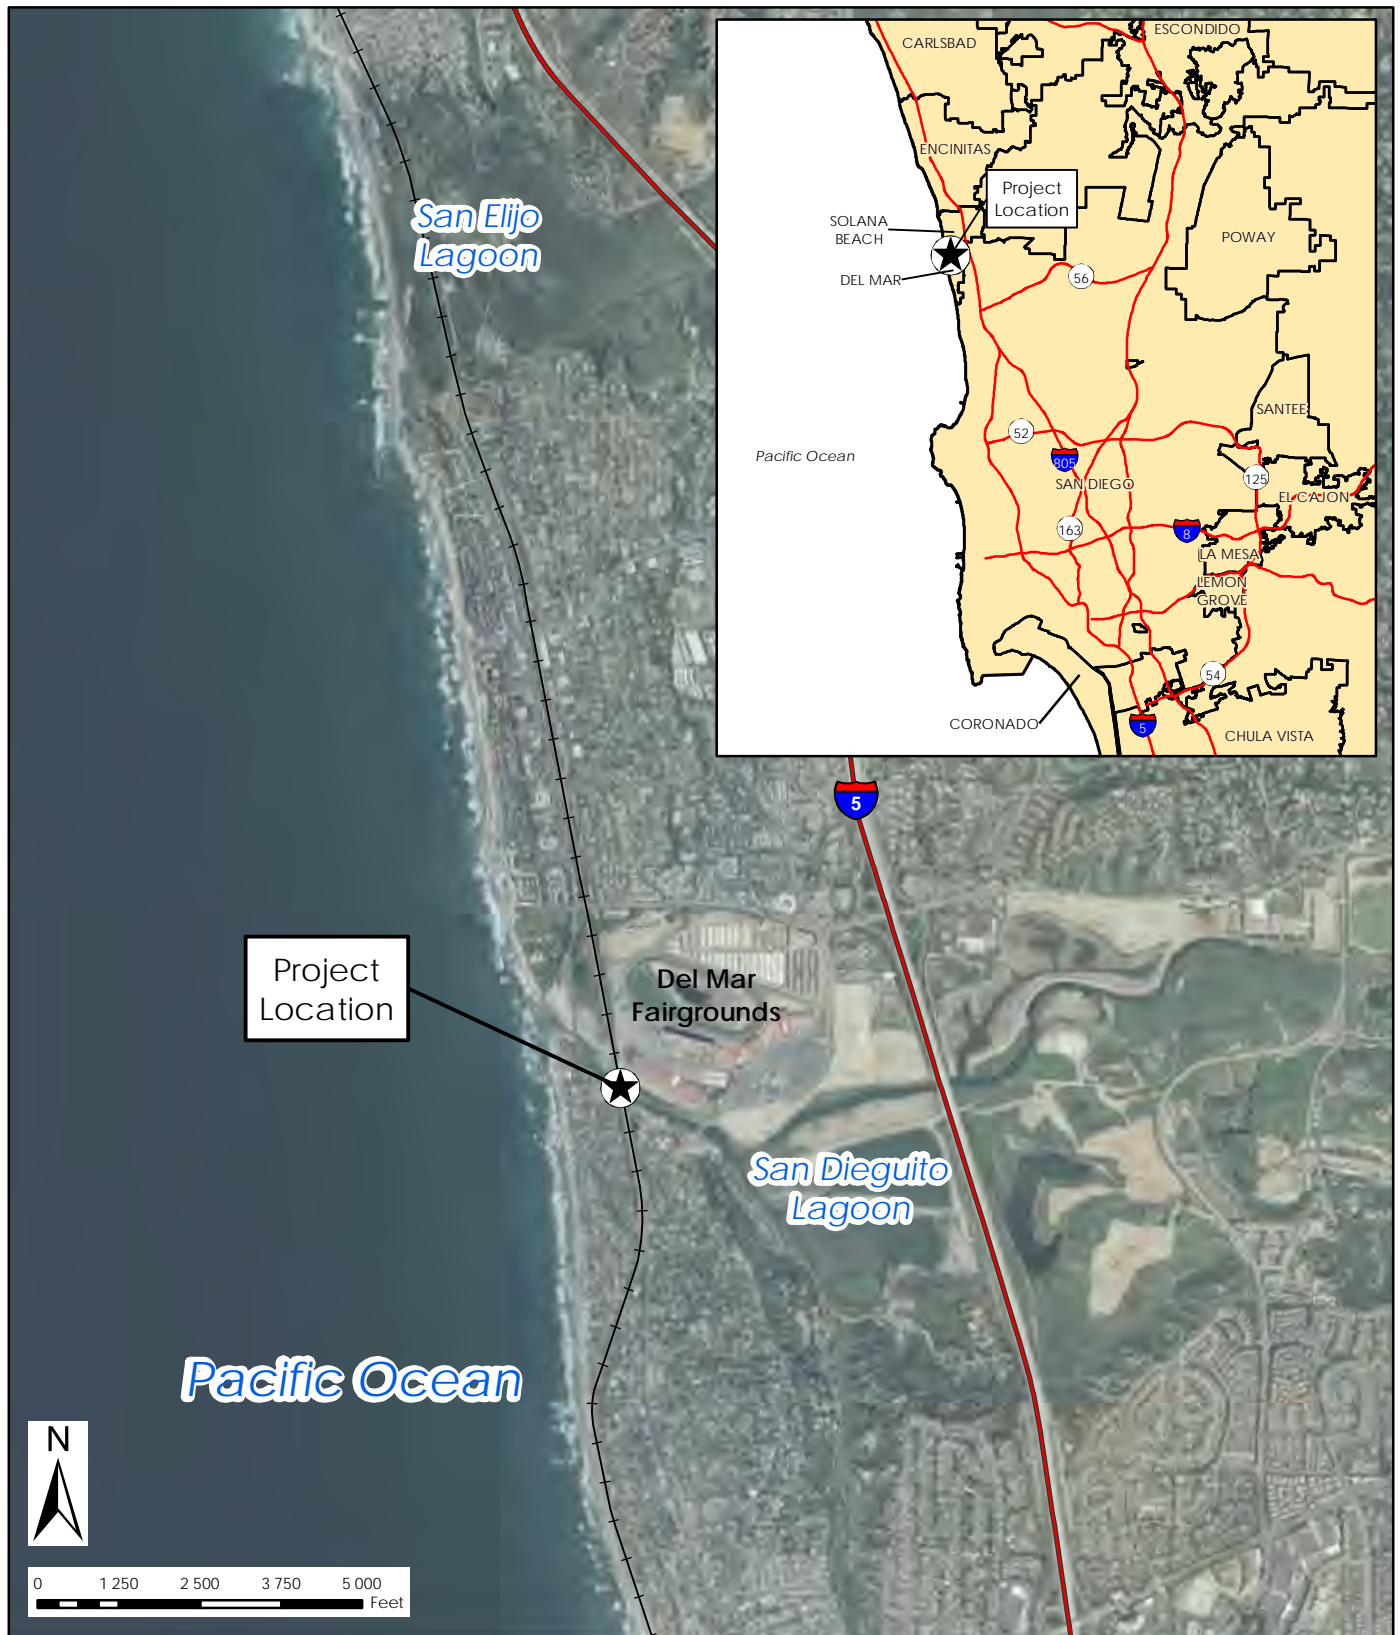 CARLSBAD
ESCONDIDO
ENCINITAS
Project
Location
SOLANA
BEACH
POWAY
DEL MAR
56
SANTEE
52
Pacific Ocean
805
SAN DIEGO
125
EL CAJON
163
8
LA MESA
LEMON
GROVE
54
CORONADO
5
CHULA VISTA
San Elijo
Lagoon
5
Project
Location
Del Mar
Fairgrounds
San Dieguito
Lagoon
Pacific Ocean
N
0 1 250 2 500 3 750 5 000
Feet